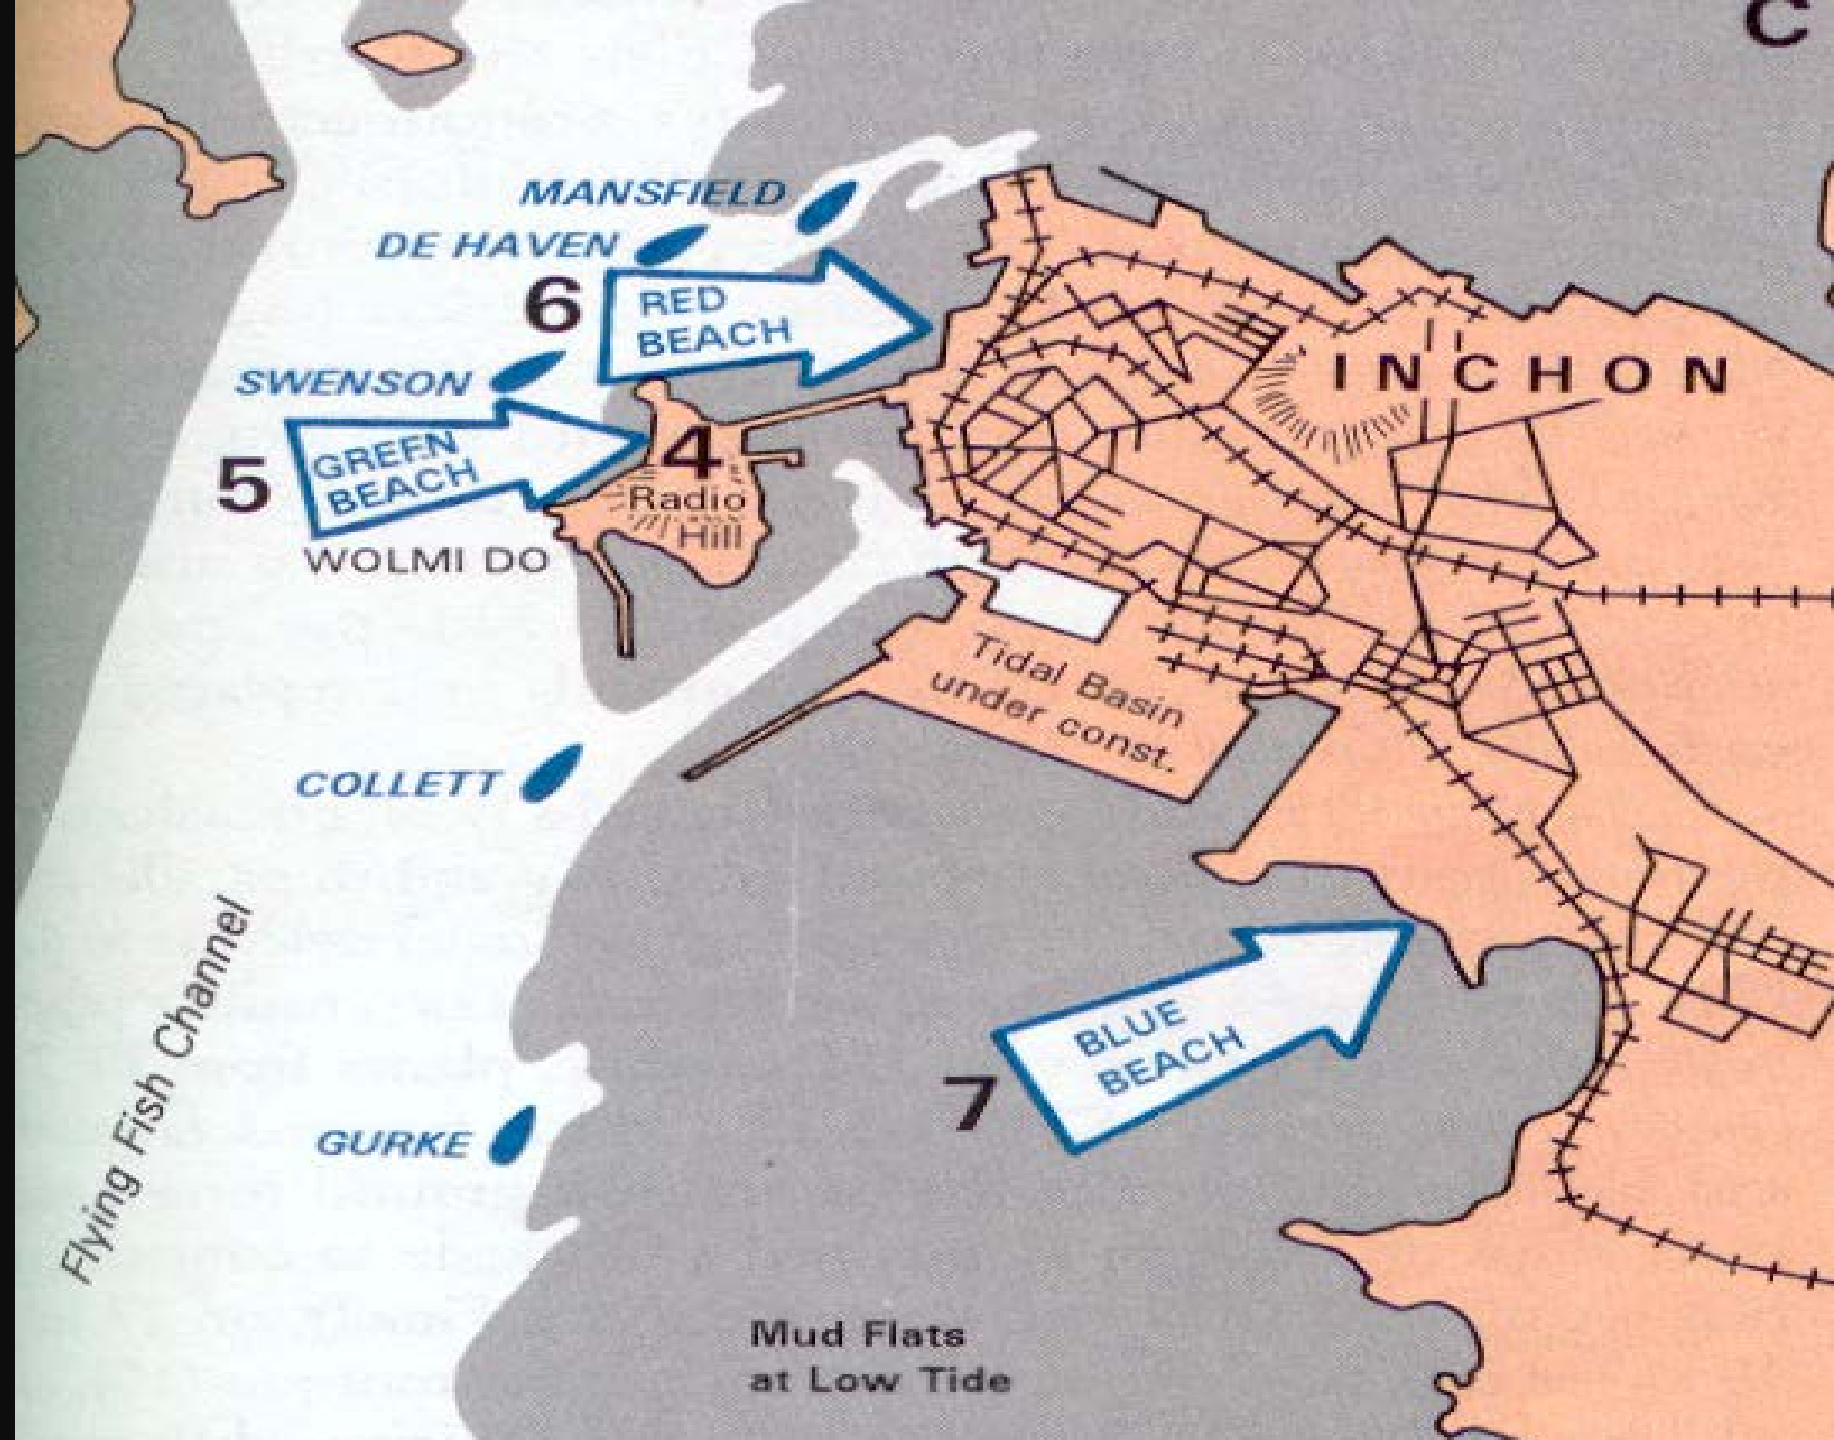 C
MANSFIELD
DE HAVEN
6
RED
BEACH
INCHON
SWENSON
5
GREEN
BEACH
4
Radio
Hill
WOLMI DO
Tidal Basin
under const.
COLLETT
Flying Fish Channel
BLUE
BEACH
7
GURKE
Mud Flats
at Low Tide